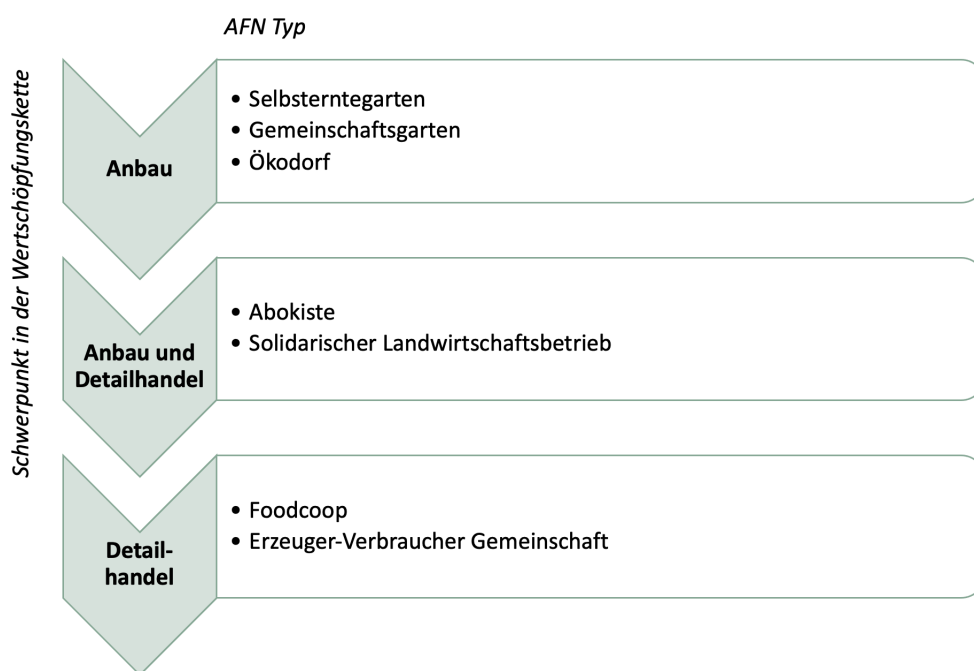 AFN Typ
Schwerpunkt in der Wertschöpfungskette
Anbau
• Selbsterntegarten
• Gemeinschaftsgarten
• Ökodorf
Anbau und
Detailhandel
• Abokiste
• Solidarischer Landwirtschaftsbetrieb
Detail-
handel
• Foodcoop
• Erzeuger-Verbraucher Gemeinschaft